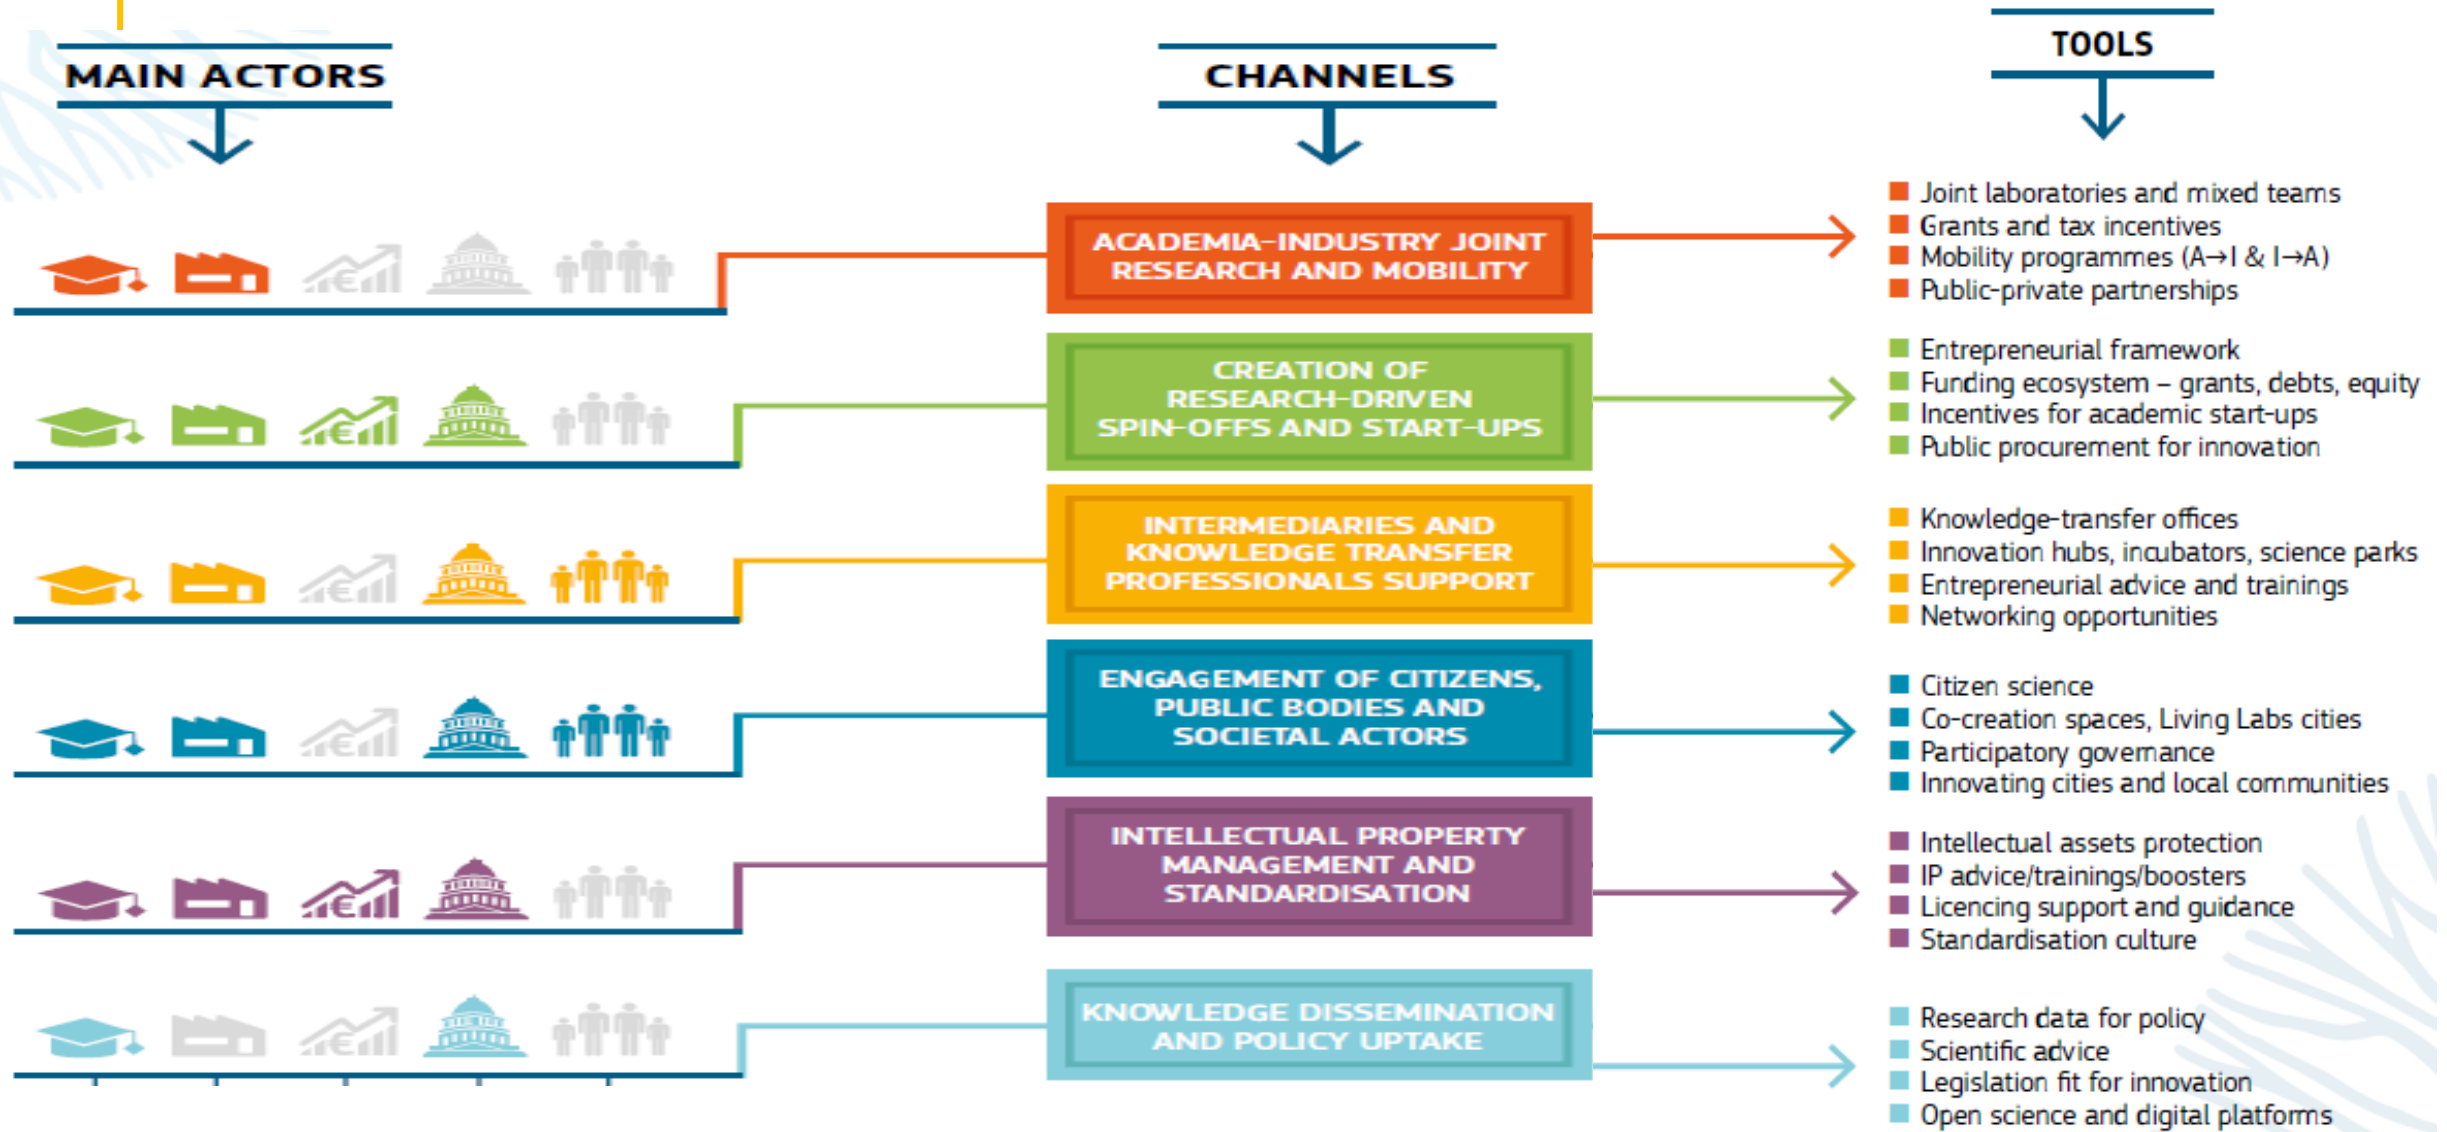 MAIN ACTORS
CHANNELS
TOOLS
ACADEMIA-INDUSTRY JOINT
RESEARCH AND MOBILITY
Joint laboratories and mixed teams
Grants and tax incentives
Mobility programmes (A→I & I→A)
Public-private partnerships
€
CREATION OF
RESEARCH-DRIVEN
SPIN-OFFS AND START-UPS
Entrepreneurial framework
Funding ecosystem – grants, debts, equity
Incentives for academic start-ups
Public procurement for innovation
€
INTERMEDIARIES AND
KNOWLEDGE TRANSFER
PROFESSIONALS SUPPORT
Knowledge-transfer offices
Innovation hubs, incubators, science parks
Entrepreneurial advice and trainings
Networking opportunities
€
ENGAGEMENT OF CITIZENS,
PUBLIC BODIES AND
SOCIETAL ACTORS
Citizen science
Co-creation spaces, Living Labs cities
Participatory governance
Innovating cities and local communities
€
INTELLECTUAL PROPERTY
MANAGEMENT AND
STANDARDISATION
Intellectual assets protection
IP advice/trainings/boosters
Licencing support and guidance
Standardisation culture
€
KNOWLEDGE DISSEMINATION
AND POLICY UPTAKE
Research data for policy
Scientific advice
Legislation fit for innovation
Open science and digital platforms
€